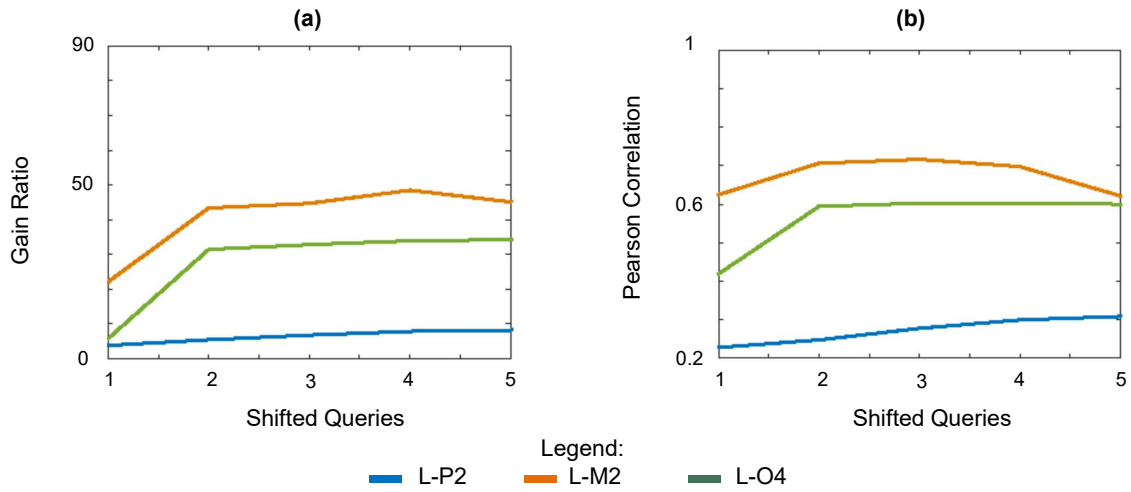 (a)
90
50
0
Gain Ratio
1 2 3 4 5
Shifted Queries
(b)
1
0.6
0.2
Pearson Correlation
1 2 3 4 5
Shifted Queries
Legend:
L-P2 L-M2 L-O4